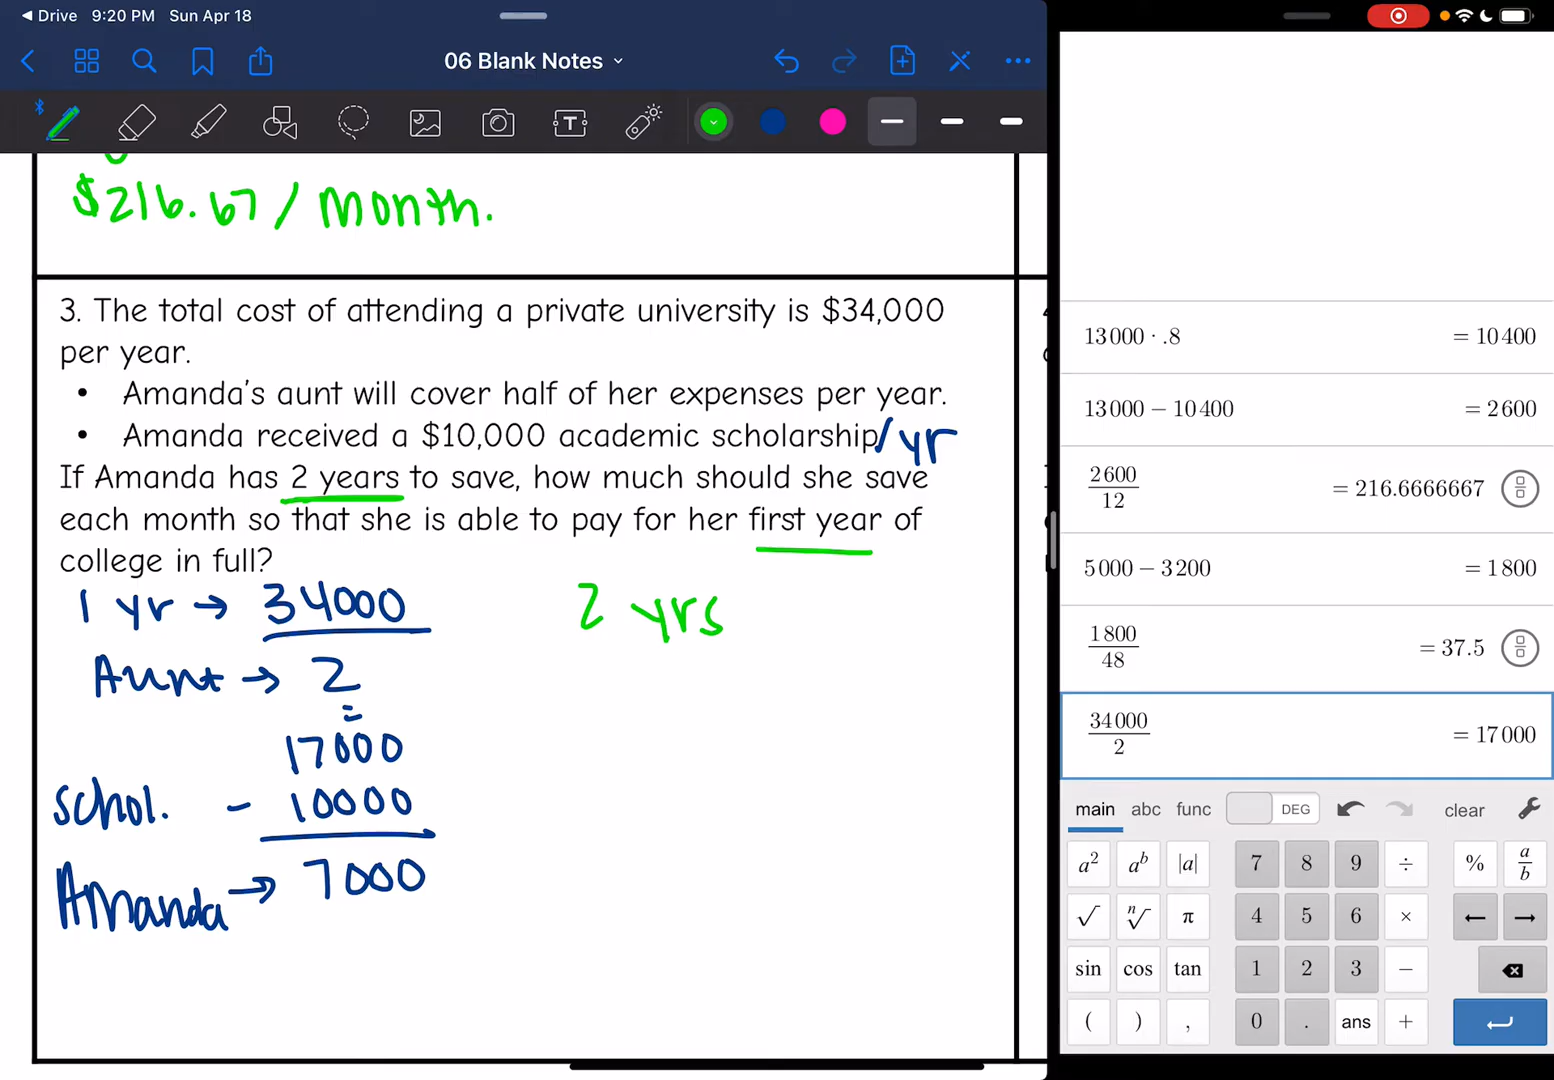 Drive 9:20 PM Sun Apr 18
06 Blank Notes
T
$216.67 / month.
3. The total cost of attending a private university is $34,000
per year.
• Amanda's aunt will cover half of her expenses per year.
• Amanda received a $10,000 academic scholarship/yr
If Amanda has 2 years to save, how much should she save
each month so that she is able to pay for her first year of
college in full?
1 yr → 34000
2 yrs
Aunt → 2
=
17000
Schol. - 10000
Amanda → 7000
13000 · .8 = 10400
13000 − 10400 = 2600
2600/12 = 216.6666667
5000 − 3200 = 1800
1800/48 = 37.5
34000/2 = 17000
main abc func DEG clear
a² aᵇ |a| 7 8 9 ÷ % a/b
√ ⁿ√ π 4 5 6 × ← →
sin cos tan 1 2 3 −
( ) , 0 . ans +